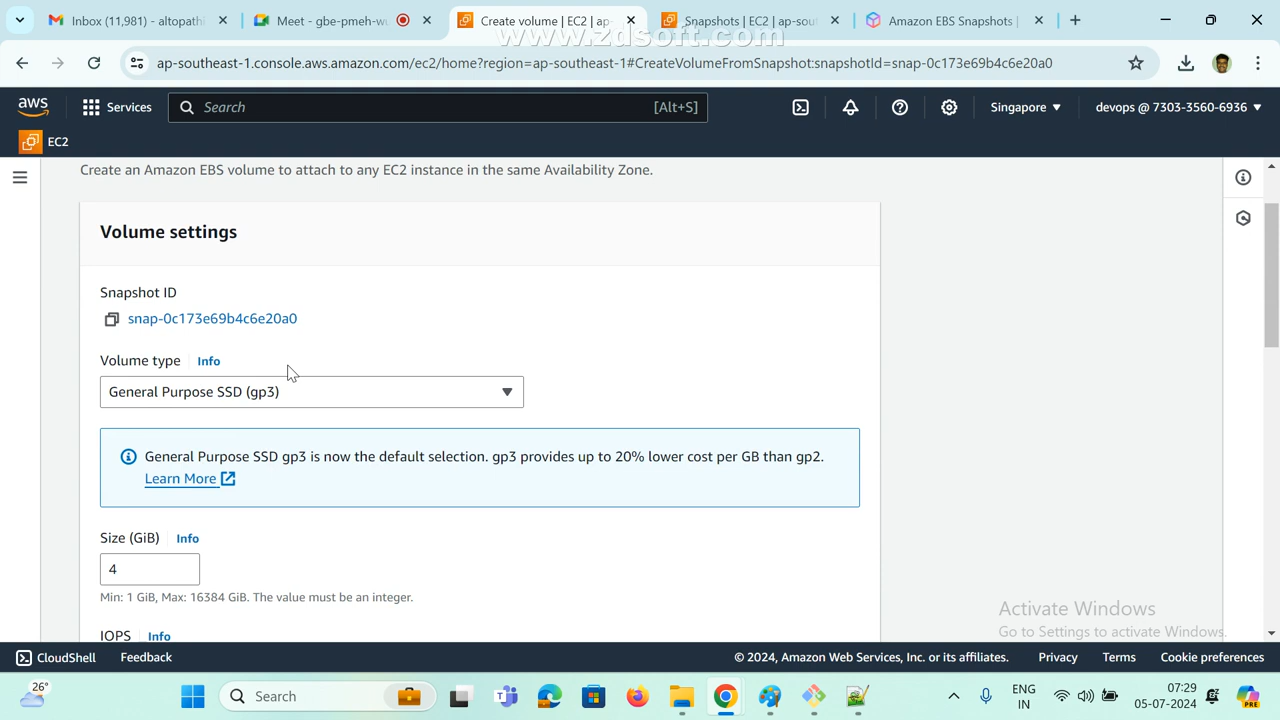 Inbox (11,981) - altopath
Meet - gbe-pmeh-wu
Create volume | EC2 | ap-
Snapshots | EC2 | ap-sout
Amazon EBS Snapshots |
www.zdsoft.com
ap-southeast-1.console.aws.amazon.com/ec2/home?region=ap-southeast-1#CreateVolumeFromSnapshot:snapshotId=snap-0c173e69b4c6e20a0
aws
Services
Search
[Alt+S]
Singapore
devops @ 7303-3560-6936
EC2
Create an Amazon EBS volume to attach to any EC2 instance in the same Availability Zone.
Volume settings
Snapshot ID
snap-0c173e69b4c6e20a0
Volume type Info
General Purpose SSD (gp3)
General Purpose SSD gp3 is now the default selection. gp3 provides up to 20% lower cost per GB than gp2.
Learn More
Size (GiB) Info
4
Min: 1 GiB, Max: 16384 GiB. The value must be an integer.
IOPS Info
Activate Windows
Go to Settings to activate Windows.
CloudShell
Feedback
© 2024, Amazon Web Services, Inc. or its affiliates.
Privacy
Terms
Cookie preferences
26°
Search
ENG
IN
07:29
05-07-2024
PRE